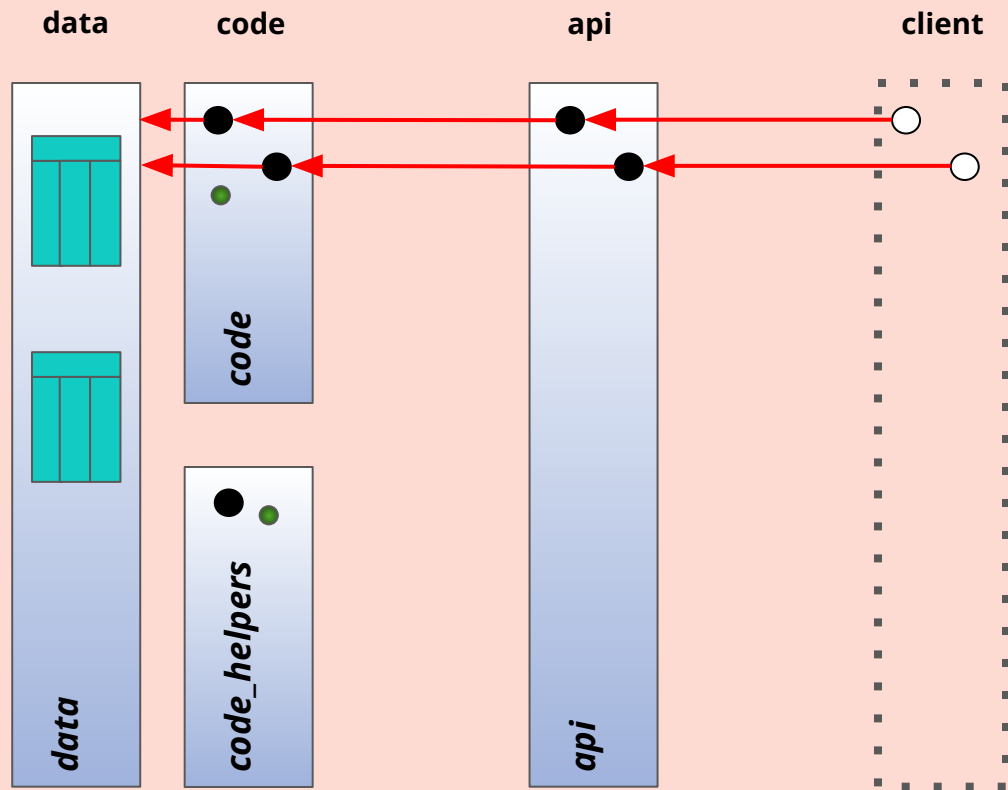 data
code
api
client
code
code_helpers
data
api